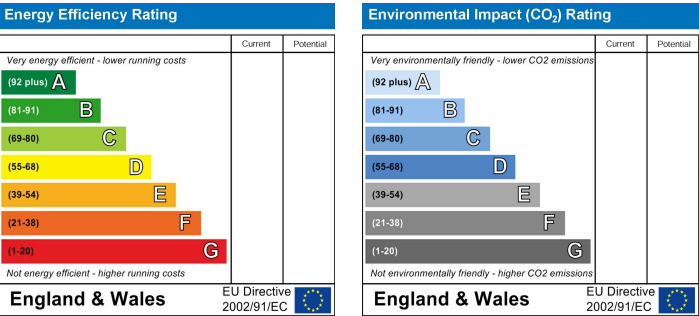 Energy Efficiency Rating
Current Potential
Very energy efficient - lower running costs
(92 plus) A
(81-91) B
(69-80) C
(55-68) D
(39-54) E
(21-38) F
(1-20) G
Not energy efficient - higher running costs
England & Wales
EU Directive
2002/91/EC
Environmental Impact (CO₂) Rating
Current Potential
Very environmentally friendly - lower CO2 emissions
(92 plus) A
(81-91) B
(69-80) C
(55-68) D
(39-54) E
(21-38) F
(1-20) G
Not environmentally friendly - higher CO2 emissions
England & Wales
EU Directive
2002/91/EC